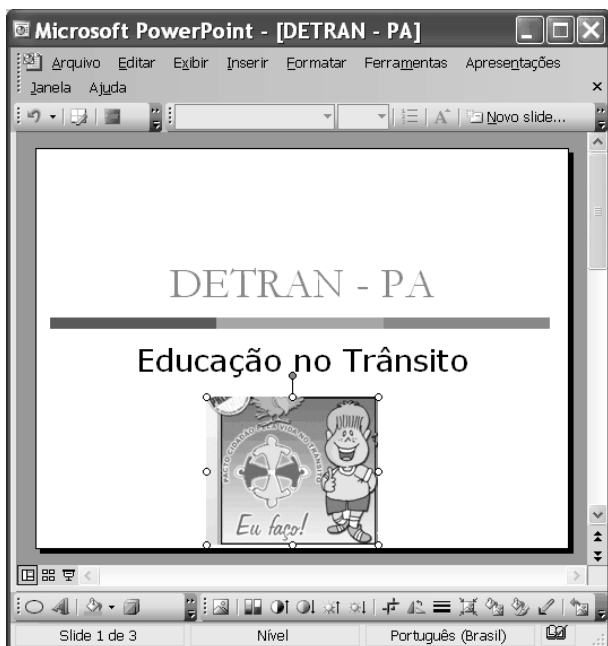 Microsoft PowerPoint - [DETRAN - PA]
Arquivo Editar Exibir Inserir Formatar Ferramentas Apresentações
Janela Ajuda
Novo slide...
DETRAN - PA
Educação no Trânsito
PACTO CIDADÃO PELA VIDA NO TRÂNSITO
Eu faço!
Slide 1 de 3 Nível Português (Brasil)